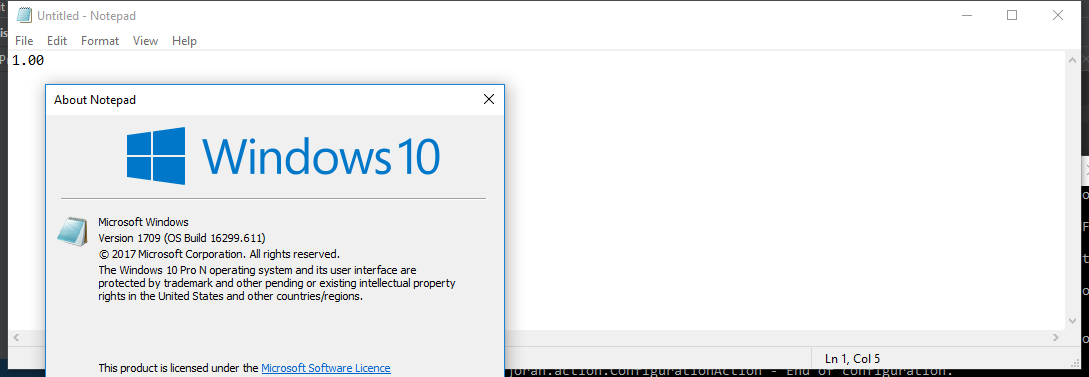 Untitled - Notepad
File Edit Format View Help
1.00
About Notepad
Windows 10
Microsoft Windows
Version 1709 (OS Build 16299.611)
© 2017 Microsoft Corporation. All rights reserved.
The Windows 10 Pro N operating system and its user interface are
protected by trademark and other pending or existing intellectual property
rights in the United States and other countries/regions.
This product is licensed under the Microsoft Software Licence
Ln 1, Col 5
joran.action.ConfigurationAction - End of configuration.